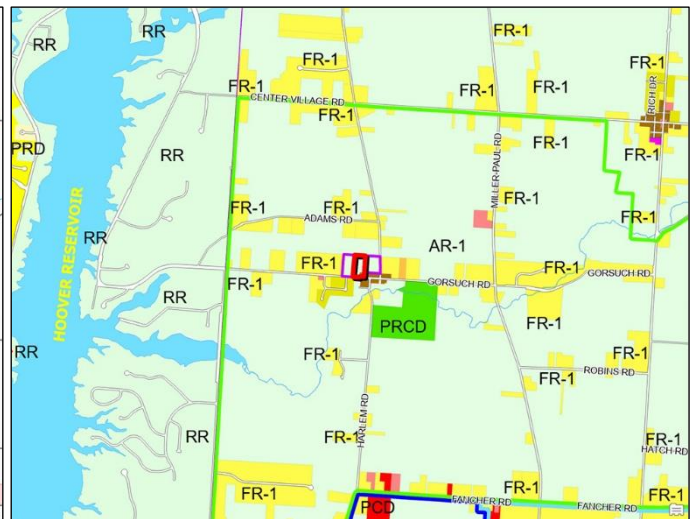 FR-1
RR
RR
FR-1
FR-1
FR-1
FR-1
RICH DR
CENTER VILLAGE RD
FR-1
PRD
RR
MILLER-PAUL RD
FR-1
FR-1
FR-1
FR-1
FR-1
FR-1
ADAMS RD
RR
AR-1
HOOVER RESERVOIR
FR-1
FR-1
GORSUCH RD
FR-1
GORSUCH RD
RR
PRCD
FR-1
RR
FR-1
FR-1
FR-1
ROBINS RD
HARLEM RD
RR
FR-1
FR-1
HATCH RD
FR-1
FR-1
FR-1
PCD
FANCHER RD
FANCHER RD